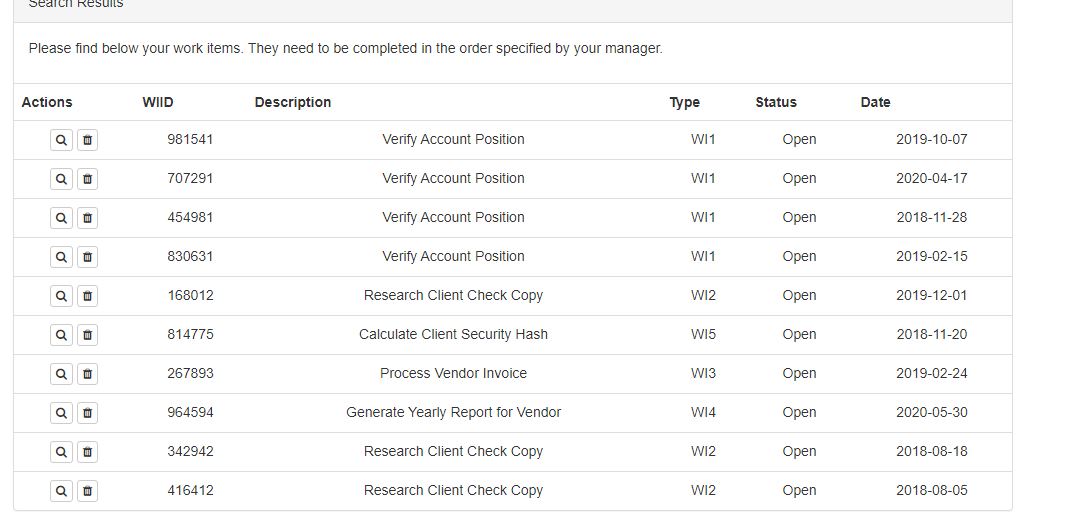 Search Results
Please find below your work items. They need to be completed in the order specified by your manager.
Actions WIID Description Type Status Date
981541 Verify Account Position WI1 Open 2019-10-07
707291 Verify Account Position WI1 Open 2020-04-17
454981 Verify Account Position WI1 Open 2018-11-28
830631 Verify Account Position WI1 Open 2019-02-15
168012 Research Client Check Copy WI2 Open 2019-12-01
814775 Calculate Client Security Hash WI5 Open 2018-11-20
267893 Process Vendor Invoice WI3 Open 2019-02-24
964594 Generate Yearly Report for Vendor WI4 Open 2020-05-30
342942 Research Client Check Copy WI2 Open 2018-08-18
416412 Research Client Check Copy WI2 Open 2018-08-05